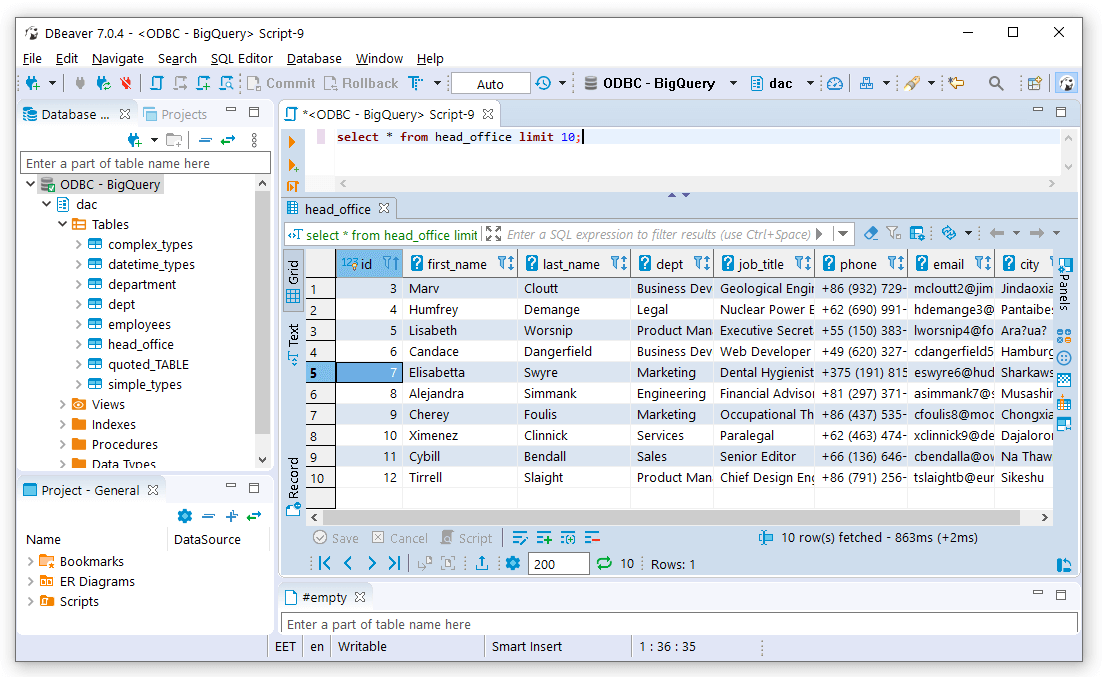 DBeaver 7.0.4 - <ODBC - BigQuery> Script-9
File Edit Navigate Search SQL Editor Database Window Help
Commit Rollback Auto ODBC - BigQuery dac
Database ... Projects
Enter a part of table name here
ODBC - BigQuery
dac
Tables
complex_types
datetime_types
department
dept
employees
head_office
quoted_TABLE
simple_types
Views
Indexes
Procedures
Data Types
Project - General
Name DataSource
Bookmarks
ER Diagrams
Scripts
*<ODBC - BigQuery> Script-9
select * from head_office limit 10;
head_office
select * from head_office limit Enter a SQL expression to filter results (use Ctrl+Space)
Grid
Text
Record
Panels
123 id first_name last_name dept job_title phone email city
1 3 Marv Cloutt Business Dev Geological Engi +86 (932) 729- mcloutt2@jim Jindaoxia
2 4 Humfrey Demange Legal Nuclear Power E +62 (690) 991- hdemange3@ Pantaibes
3 5 Lisabeth Worsnip Product Man Executive Secret +55 (150) 383- lworsnip4@fo Ara?ua?
4 6 Candace Dangerfield Business Dev Web Developer +49 (620) 327- cdangerfield5 Hamburg
5 7 Elisabetta Swyre Marketing Dental Hygienist +375 (191) 815 eswyre6@hud Sharkaws
6 8 Alejandra Simmank Engineering Financial Advisor +81 (297) 371- asimmank7@s Musashin
7 9 Cherey Foulis Marketing Occupational Th +86 (437) 535- cfoulis8@moc Chongxia
8 10 Ximenez Clinnick Services Paralegal +62 (463) 474- xclinnick9@de Dajaloror
9 11 Cybill Bendall Sales Senior Editor +66 (136) 646- cbendalla@ov Na Thaw
10 12 Tirrell Slaight Product Man Chief Design Eng +86 (791) 256- tslaightb@eur Sikeshu
Save Cancel Script 10 row(s) fetched - 863ms (+2ms)
200 10 Rows: 1
#empty
Enter a part of table name here
EET en Writable Smart Insert 1 : 36 : 35